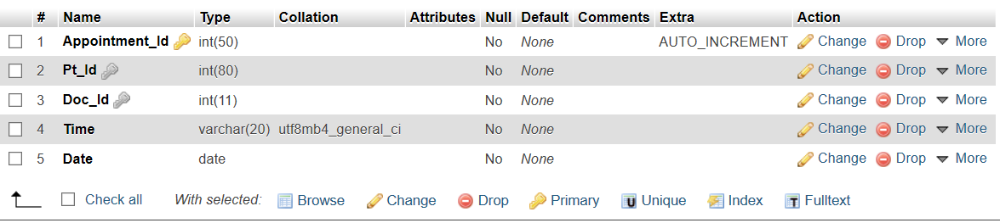 # Name Type Collation Attributes Null Default Comments Extra Action
1 Appointment_Id int(50) No None AUTO_INCREMENT Change Drop More
2 Pt_Id int(80) No None Change Drop More
3 Doc_Id int(11) No None Change Drop More
4 Time varchar(20) utf8mb4_general_ci No None Change Drop More
5 Date date No None Change Drop More
Check all With selected: Browse Change Drop Primary U Unique Index T Fulltext